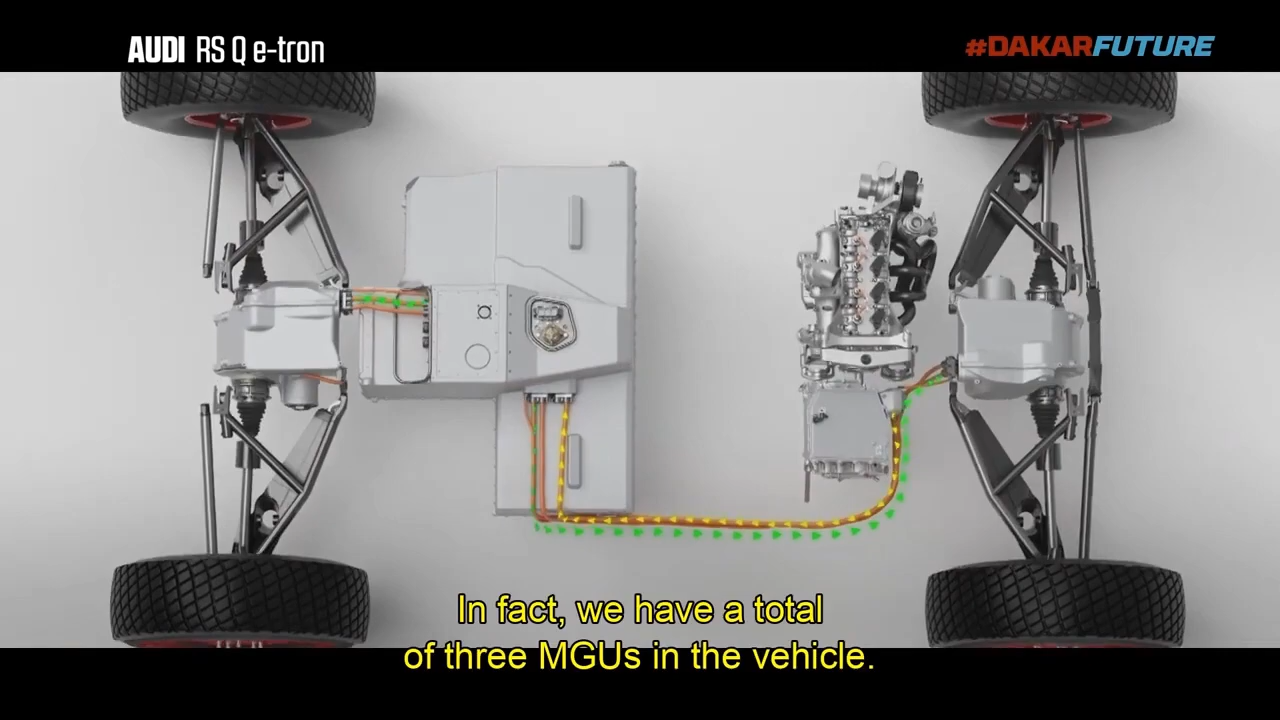 AUDI RS Q e-tron
#DAKARFUTURE
In fact, we have a total
of three MGUs in the vehicle.